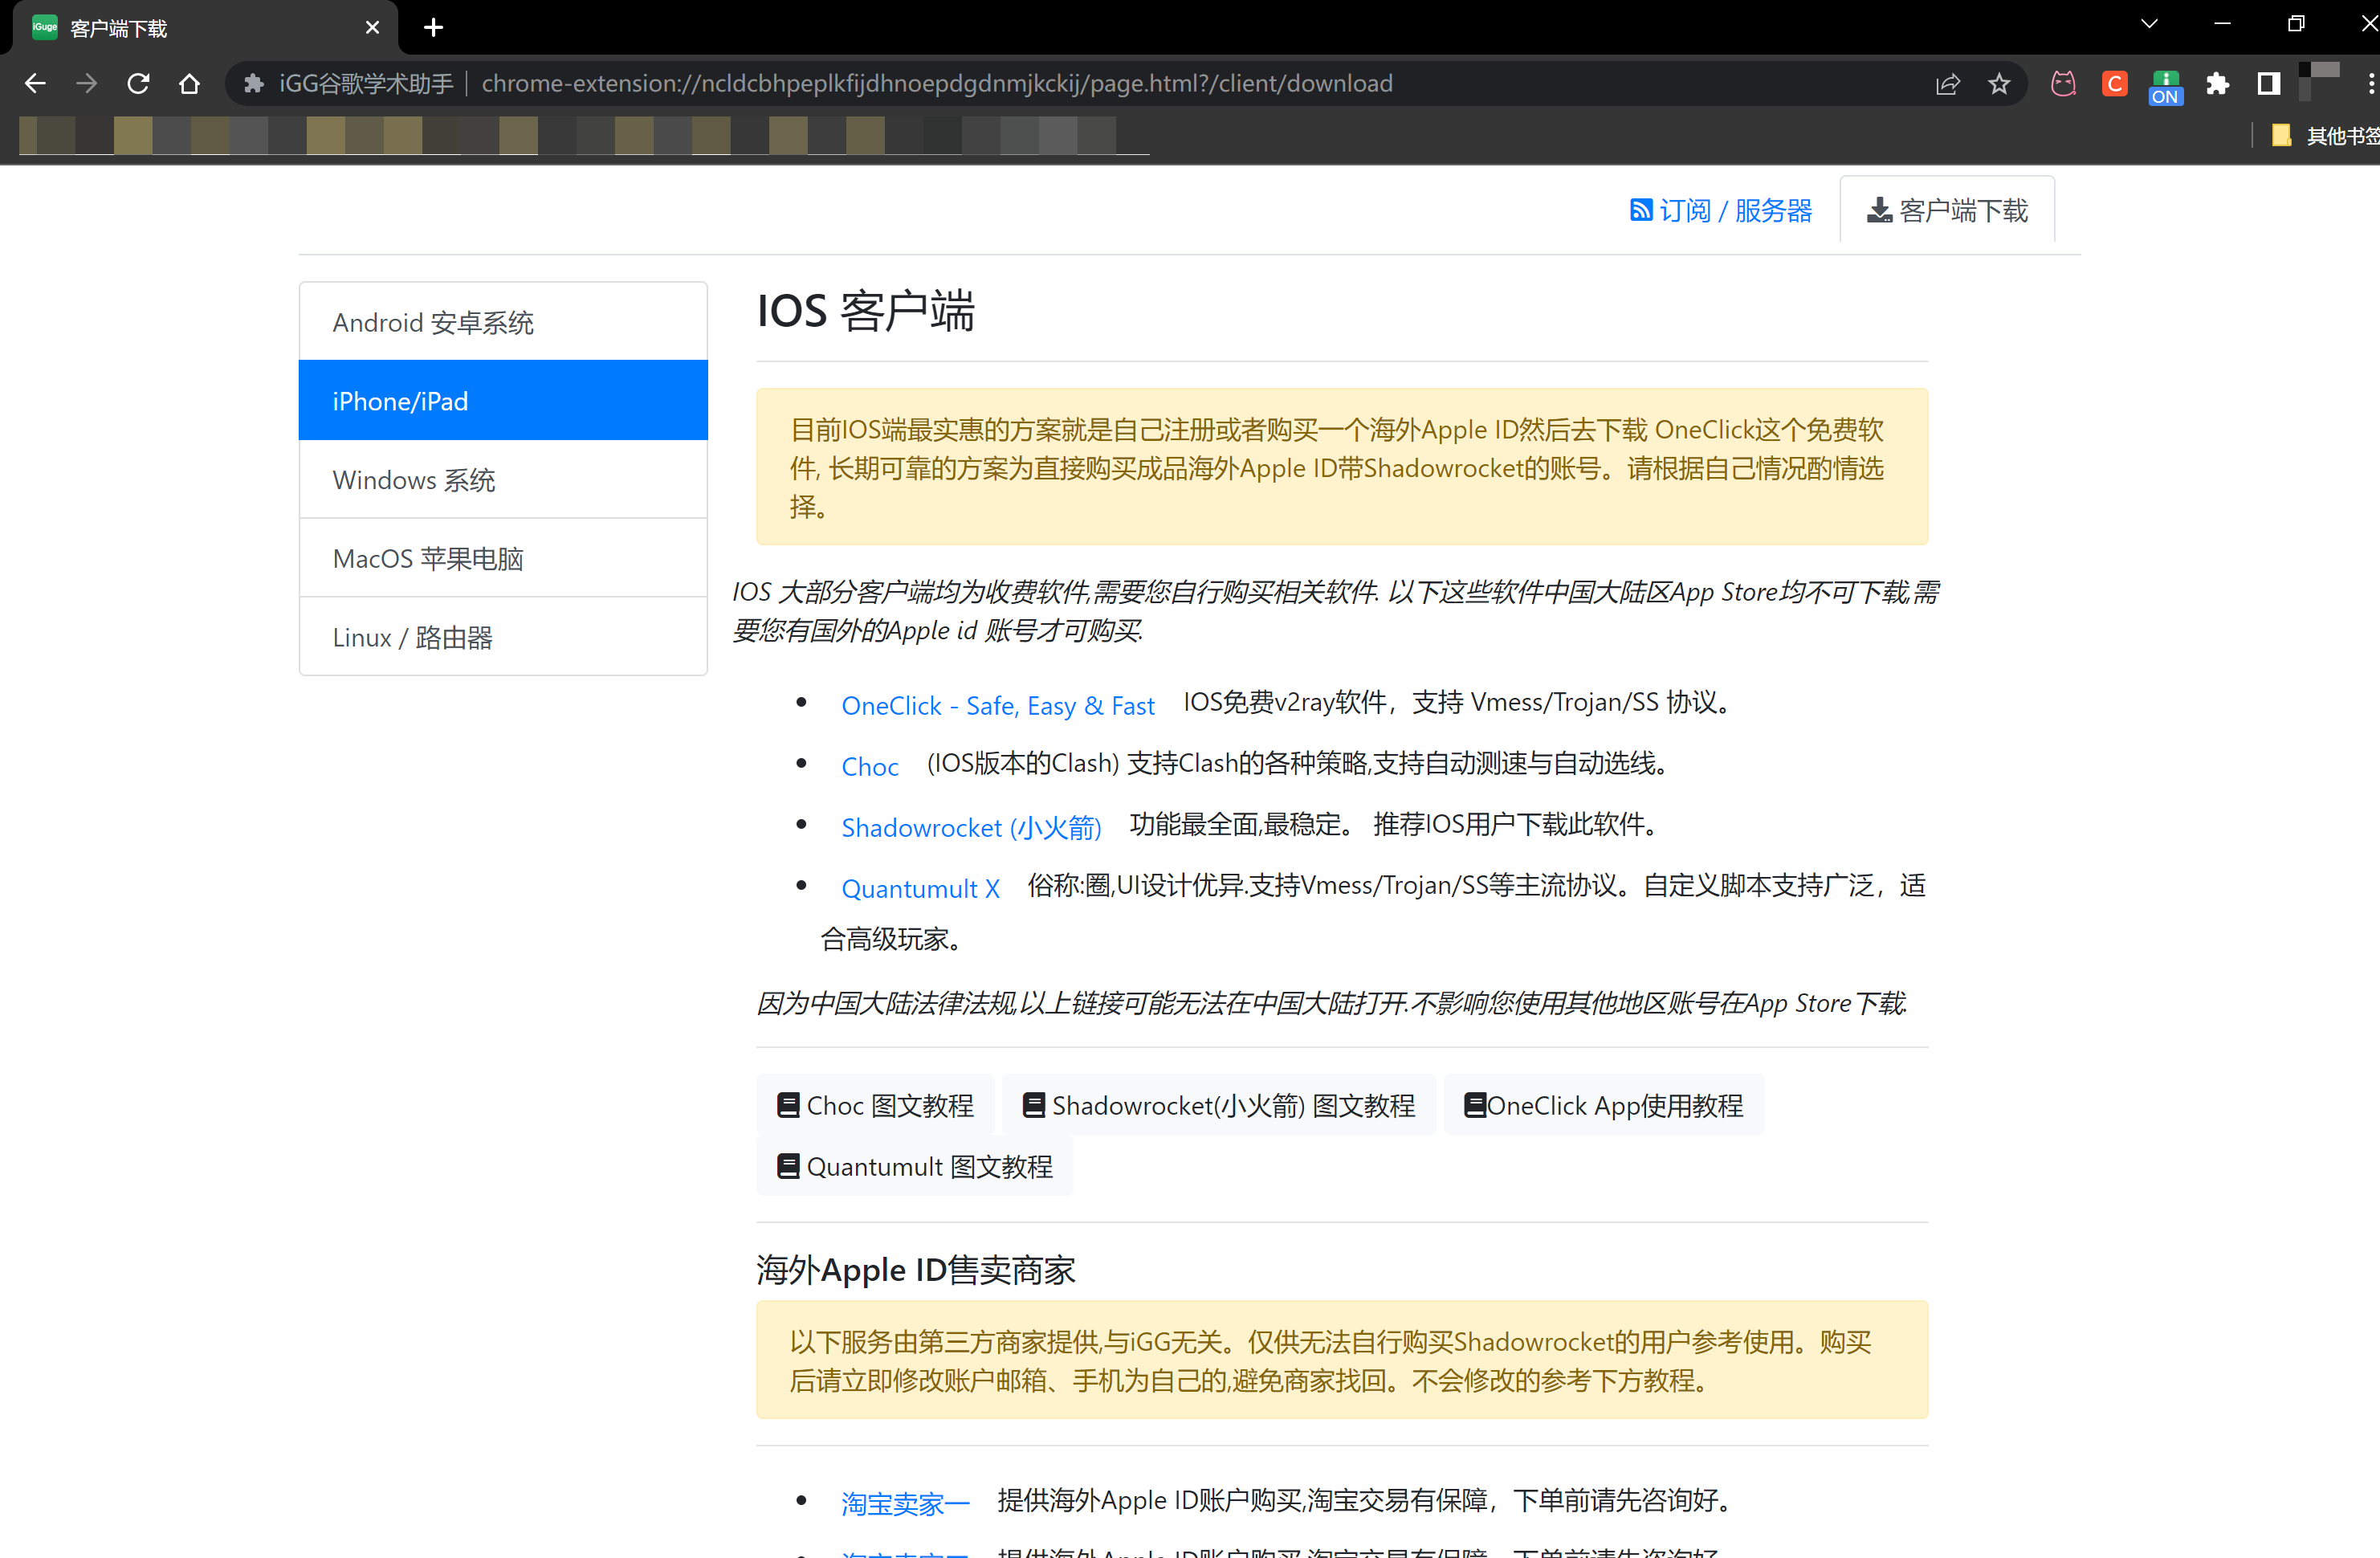 iGuge 客户端下载
iGG谷歌学术助手 chrome-extension://ncldcbhpeplkfijdhnoepdgdnmjkckij/page.html?/client/download
C
ON
其他书签
订阅 / 服务器
客户端下载
Android 安卓系统
iPhone/iPad
Windows 系统
MacOS 苹果电脑
Linux / 路由器
IOS 客户端
目前IOS端最实惠的方案就是自己注册或者购买一个海外Apple ID然后去下载 OneClick这个免费软
件, 长期可靠的方案为直接购买成品海外Apple ID带Shadowrocket的账号。请根据自己情况酌情选
择。
IOS 大部分客户端均为收费软件,需要您自行购买相关软件. 以下这些软件中国大陆区App Store均不可下载,需
要您有国外的Apple id 账号才可购买.
OneClick - Safe, Easy & Fast IOS免费v2ray软件，支持 Vmess/Trojan/SS 协议。
Choc (IOS版本的Clash) 支持Clash的各种策略,支持自动测速与自动选线。
Shadowrocket (小火箭) 功能最全面,最稳定。 推荐IOS用户下载此软件。
Quantumult X 俗称:圈,UI设计优异.支持Vmess/Trojan/SS等主流协议。自定义脚本支持广泛，适
合高级玩家。
因为中国大陆法律法规,以上链接可能无法在中国大陆打开.不影响您使用其他地区账号在App Store下载.
Choc 图文教程
Shadowrocket(小火箭) 图文教程
OneClick App使用教程
Quantumult 图文教程
海外Apple ID售卖商家
以下服务由第三方商家提供,与iGG无关。仅供无法自行购买Shadowrocket的用户参考使用。购买
后请立即修改账户邮箱、手机为自己的,避免商家找回。不会修改的参考下方教程。
淘宝卖家一 提供海外Apple ID账户购买,淘宝交易有保障，下单前请先咨询好。